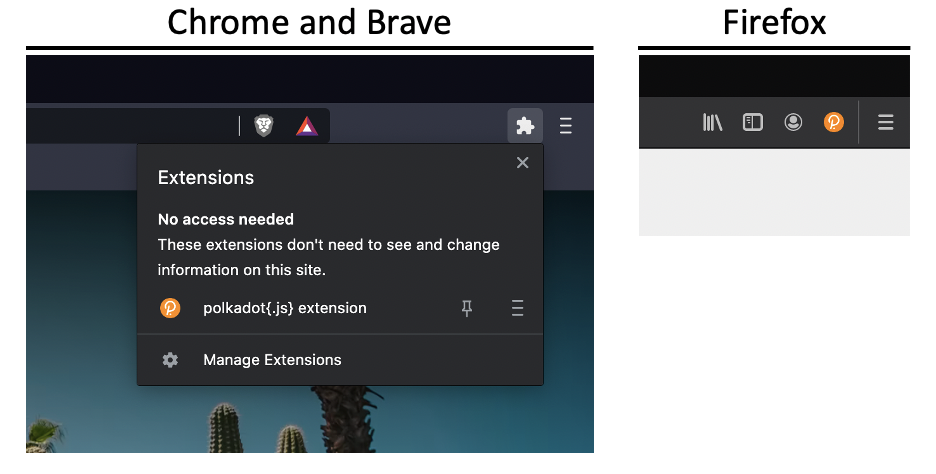 Chrome and Brave
Firefox
Extensions
No access needed
These extensions don't need to see and change
information on this site.
polkadot{.js} extension
Manage Extensions